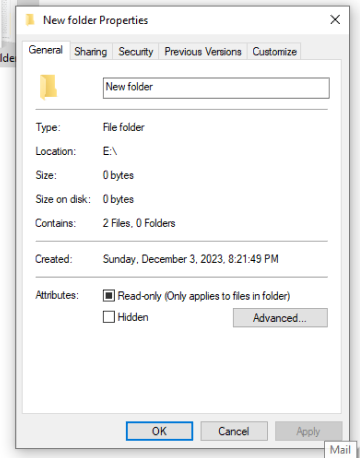 New folder Properties
General Sharing Security Previous Versions Customize
New folder
Type: File folder
Location: E:\
Size: 0 bytes
Size on disk: 0 bytes
Contains: 2 Files, 0 Folders
Created: Sunday, December 3, 2023, 8:21:49 PM
Attributes: Read-only (Only applies to files in folder)
Hidden Advanced...
OK Cancel Apply
Mail